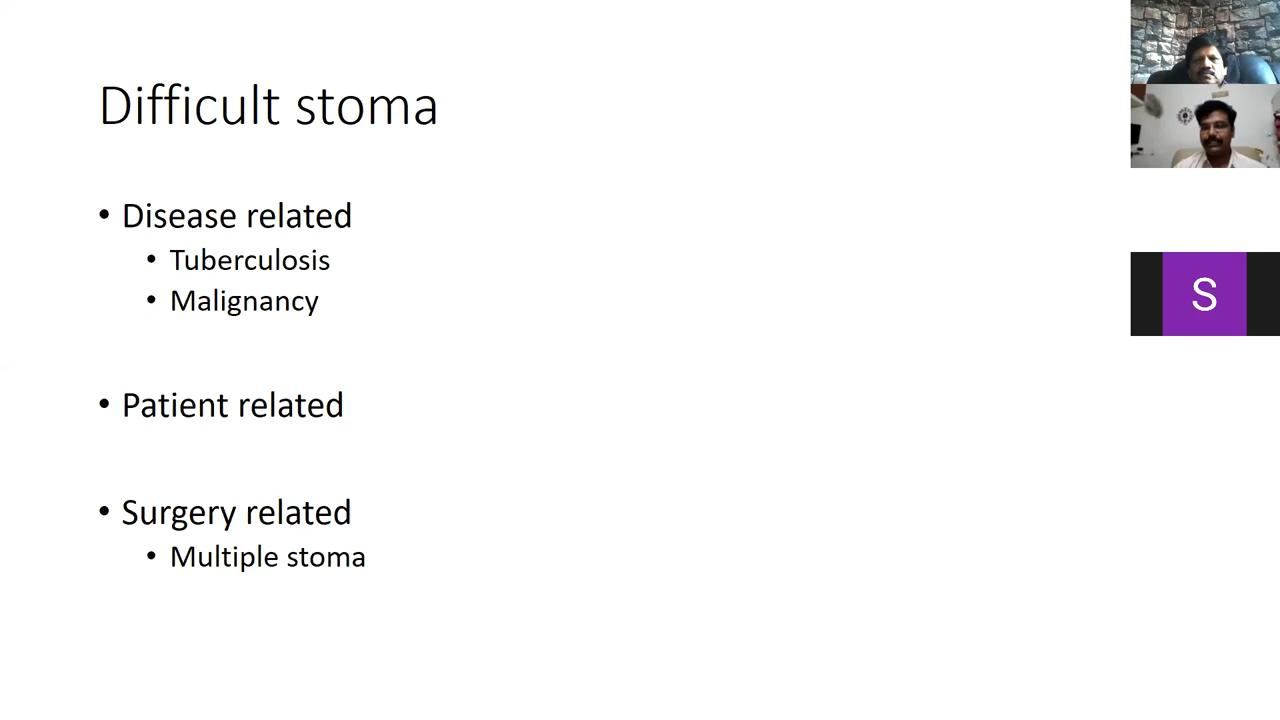 Difficult stoma
• Disease related
• Tuberculosis
• Malignancy
• Patient related
• Surgery related
• Multiple stoma
S